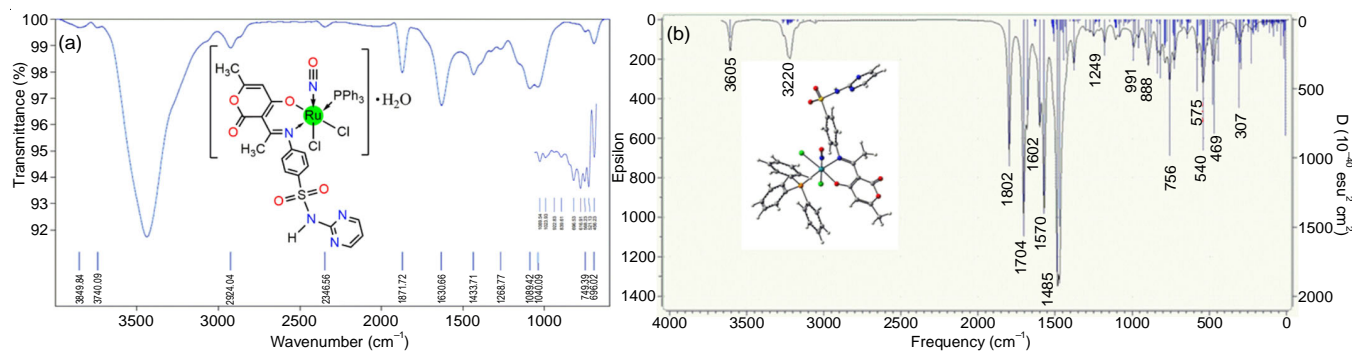 (a)
Transmittance (%)
100
99
98
97
96
95
94
93
92
O
N
H₃C
O
O
O
Ru
PPh₃
Cl
Cl
N
CH₃
•H₂O
S
O
O
N
H
N
N
3849.84
3740.09
2924.04
2346.56
1871.72
1630.66
1433.71
1268.77
1089.42
1040.09
749.39
696.02
3500
3000
2500
2000
1500
1000
Wavenumber (cm⁻¹)
(b)
Epsilon
0
200
400
600
800
1000
1200
1400
3605
3220
1802
1704
1602
1570
1485
1249
991
888
756
575
540
469
307
0
500
1000
1500
2000
D (10⁻⁴⁰ esu² cm²)
4000
3500
3000
2500
2000
1500
1000
500
0
Frequency (cm⁻¹)